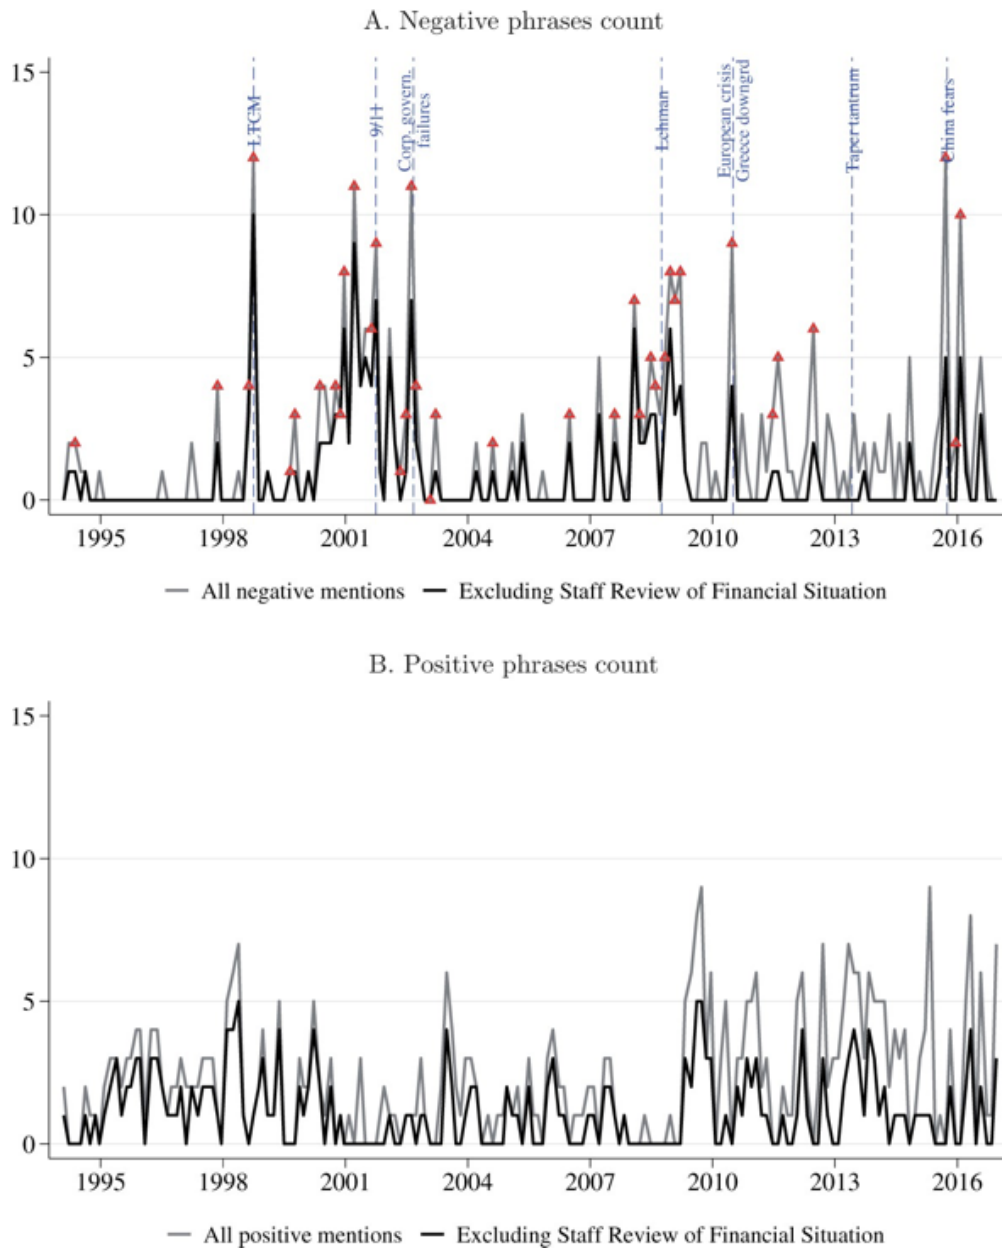 A. Negative phrases count
15
10
5
0
LTCM
9/11
Corp. govern.
failures
Lehman
European crisis
Greece downgrd
Taper tantrum
China fears
1995 1998 2001 2004 2007 2010 2013 2016
All negative mentions Excluding Staff Review of Financial Situation
B. Positive phrases count
15
10
5
0
1995 1998 2001 2004 2007 2010 2013 2016
All positive mentions Excluding Staff Review of Financial Situation